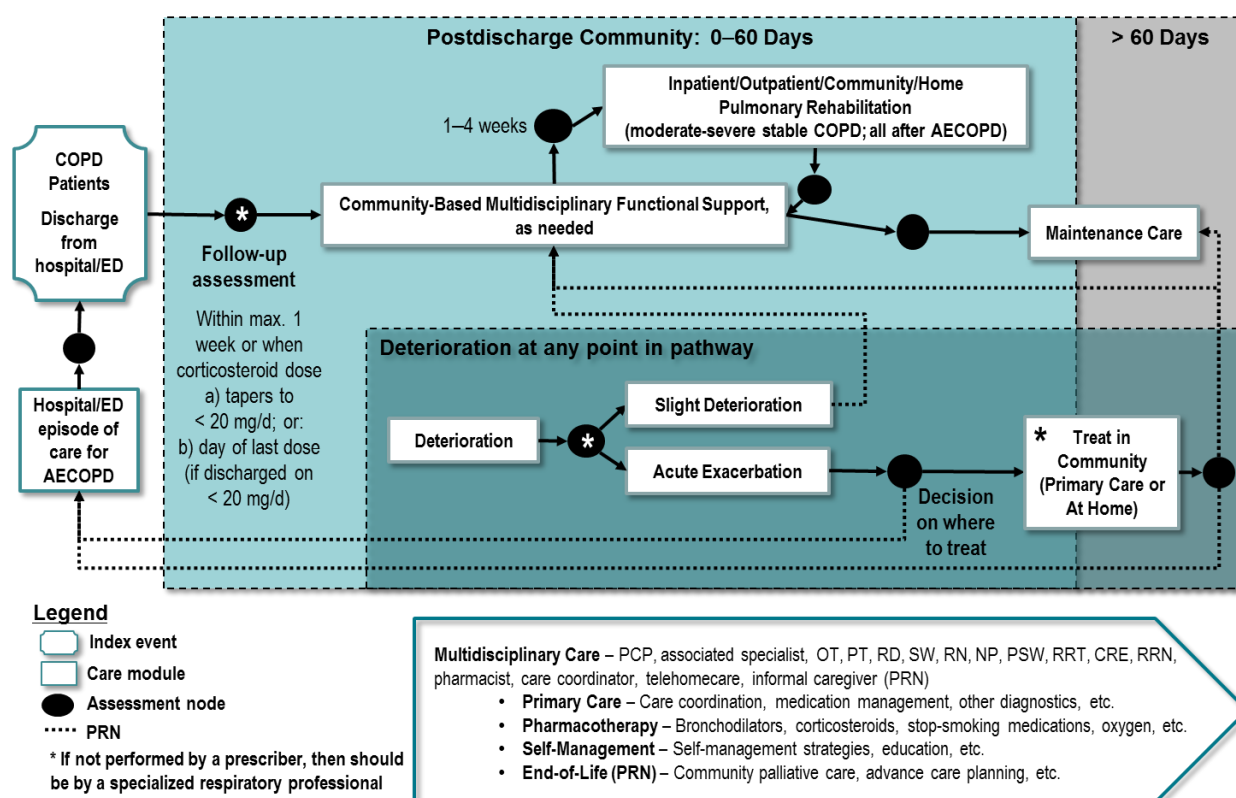 Postdischarge Community: 0–60 Days
> 60 Days
Inpatient/Outpatient/Community/Home
Pulmonary Rehabilitation
(moderate-severe stable COPD; all after AECOPD)
1–4 weeks
COPD
Patients
Discharge
from
hospital/ED
*
Community-Based Multidisciplinary Functional Support,
as needed
Maintenance Care
Follow-up
assessment
Within max. 1
week or when
corticosteroid dose
a) tapers to
< 20 mg/d; or:
b) day of last dose
(if discharged on
< 20 mg/d)
Hospital/ED
episode of
care for
AECOPD
Deterioration at any point in pathway
Deterioration
*
Slight Deterioration
Acute Exacerbation
Decision
on where
to treat
* Treat in
Community
(Primary Care or
At Home)
Legend
Index event
Care module
Assessment node
PRN
* If not performed by a prescriber, then should
be by a specialized respiratory professional
Multidisciplinary Care – PCP, associated specialist, OT, PT, RD, SW, RN, NP, PSW, RRT, CRE, RRN,
pharmacist, care coordinator, telehomecare, informal caregiver (PRN)
• Primary Care – Care coordination, medication management, other diagnostics, etc.
• Pharmacotherapy – Bronchodilators, corticosteroids, stop-smoking medications, oxygen, etc.
• Self-Management – Self-management strategies, education, etc.
• End-of-Life (PRN) – Community palliative care, advance care planning, etc.